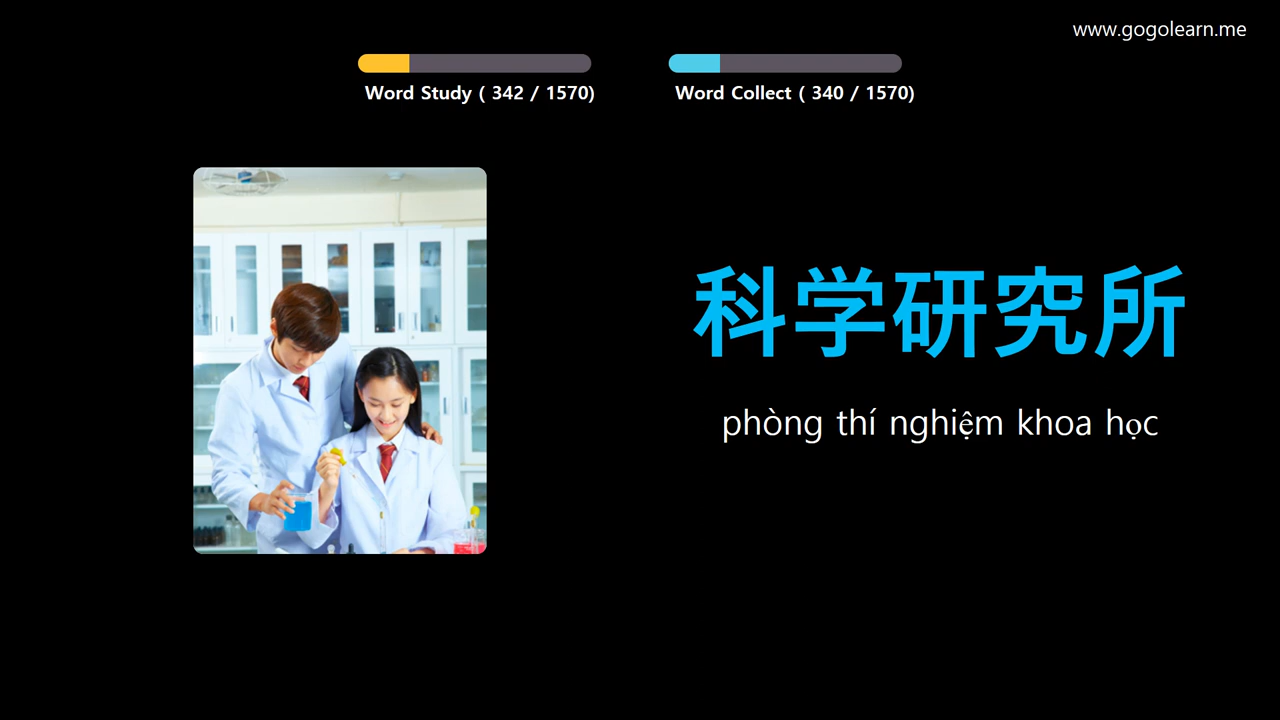 www.gogolearn.me
Word Study ( 342 / 1570)
Word Collect ( 340 / 1570)
科学研究所
phòng thí nghiệm khoa học